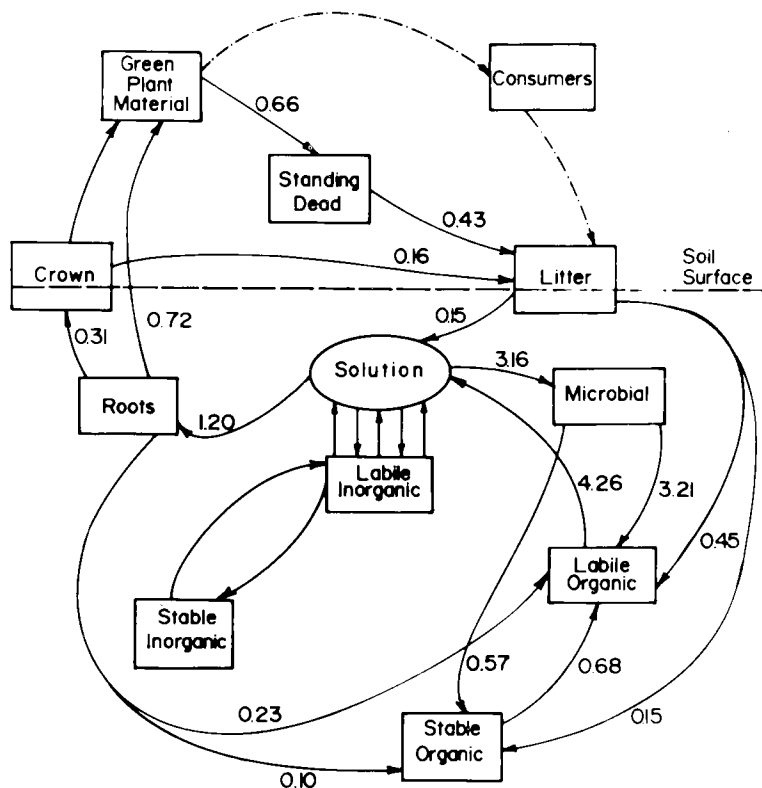 Green
Plant
Material
Consumers
0.66
Standing
Dead
0.43
Crown
0.16
Litter
Soil
Surface
0.31
0.72
0.15
Solution
3.16
Microbial
Roots
1.20
Labile
Inorganic
4.26
3.21
0.45
Labile
Organic
Stable
Inorganic
0.57
0.68
0.23
Stable
Organic
0.15
0.10